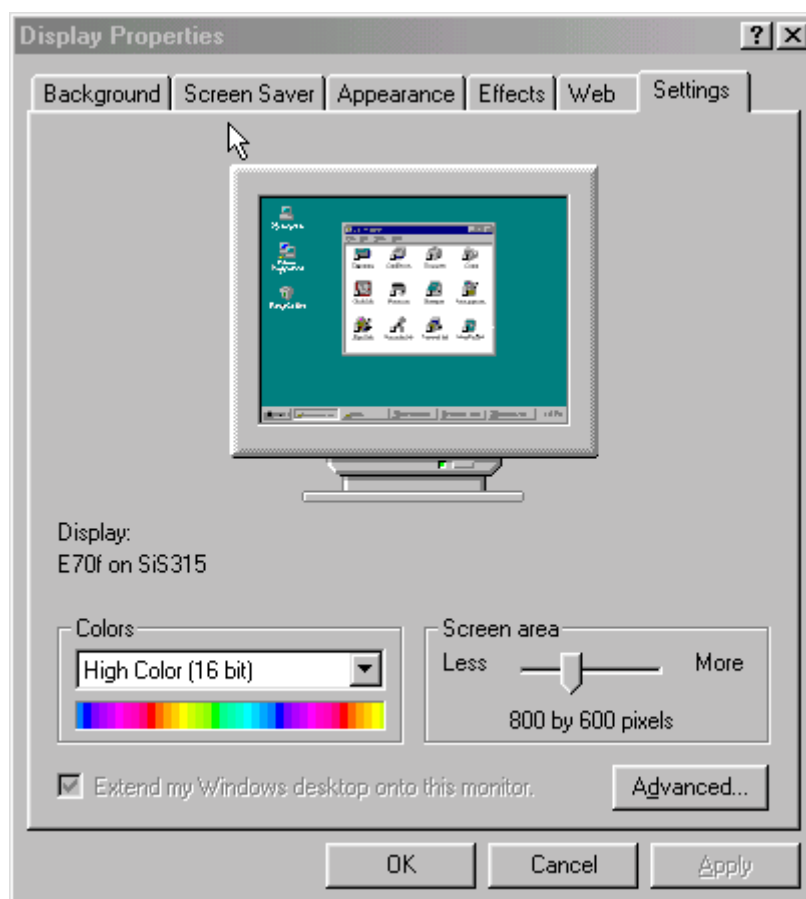 Display Properties
? X
Background Screen Saver Appearance Effects Web Settings
Display:
E70f on SiS315
Colors
High Color (16 bit)
Screen area
Less More
800 by 600 pixels
Extend my Windows desktop onto this monitor.
Advanced...
OK Cancel Apply